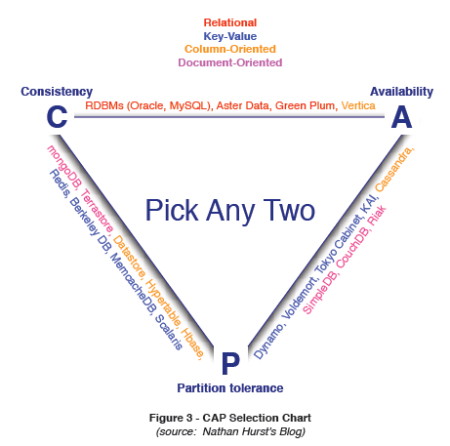 Relational
Key-Value
Column-Oriented
Document-Oriented
Consistency
Availability
C
RDBMs (Oracle, MySQL), Aster Data, Green Plum, Vertica
A
mongoDB, Terrastore, Datastore, Hypertable, Hbase,
Redis, Berkeley DB, MemcacheDB, Scalaris
Pick Any Two
Dynamo, Voldemort, Tokyo Cabinet, KAI, Cassandra,
SimpleDB, CouchDB, Riak
P
Partition tolerance
Figure 3 - CAP Selection Chart
(source: Nathan Hurst's Blog)